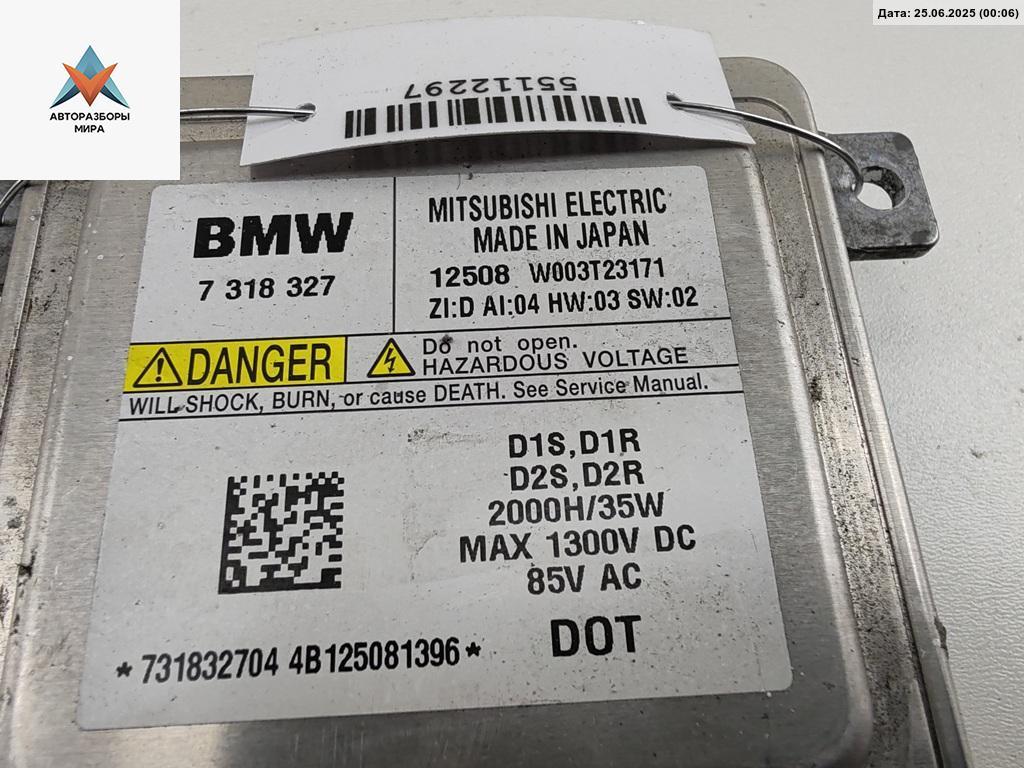 Дата: 25.06.2025 (00:06)
АВТОРАЗБОРЫ
МИРА
55112297
BMW
7 318 327
MITSUBISHI ELECTRIC
MADE IN JAPAN
12508 W003T23171
ZI:D AI:04 HW:03 SW:02
DANGER
Do not open.
HAZARDOUS VOLTAGE
WILL SHOCK, BURN, or cause DEATH. See Service Manual.
D1S,D1R
D2S,D2R
2000H/35W
MAX 1300V DC
85V AC
DOT
*731832704 4B125081396*